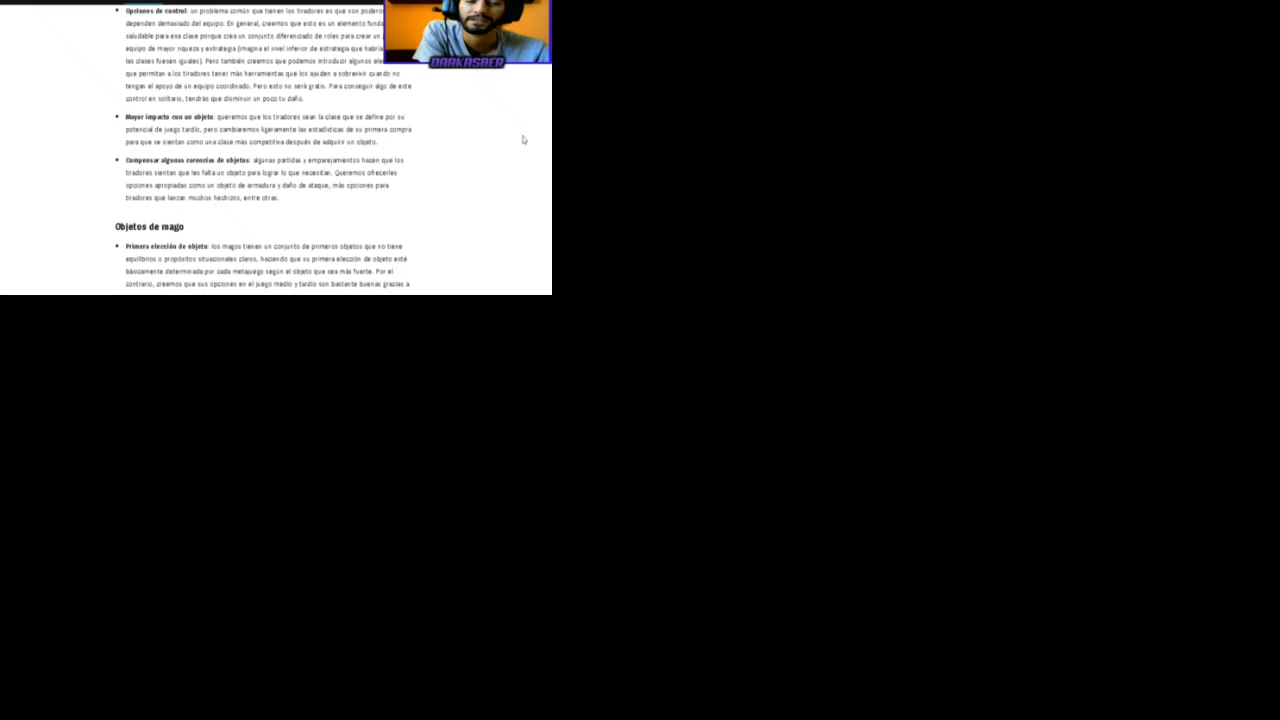 • Opciones de control: un problema común que tienen los tiradores es que son
dependen demasiado del equipo. En general, creemos que esto es un elemento
saludable para esa clase porque crea un conjunto diferenciado de roles para crear un
equipo de mayor riqueza y estrategia (imagina el nivel inferior de estrategia que
las clases fuesen iguales). Pero también creemos que podemos introducir algunos
que permitan a los tiradores tener más herramientas que los ayuden a sobrevivir cuando no
tengan el apoyo de un equipo coordinado. Pero esto no será gratis. Para conseguir algo de este
control en solitario, tendrás que disminuir un poco tu daño.
• Mayor impacto con un objeto: queremos que los tiradores sean la clase que se define por su
potencial de juego tardío, pero cambiaremos ligeramente las estadísticas de su primera compra
para que se sientan como una clase más competitiva después de adquirir un objeto.
• Compensar algunas carencias de objetos: algunas partidas y emparejamientos hacen que los
tiradores sientan que les falta un objeto para lograr lo que necesitan. Queremos ofrecerles
opciones apropiadas como un objeto de armadura y daño de ataque, más opciones para
tiradores que lanzan muchos hechizos, entre otras.
Objetos de mago
• Primera elección de objeto: los magos tienen un conjunto de primeros objetos que no tiene
equilibrios o propósitos situacionales claros, haciendo que su primera elección de objeto esté
básicamente determinada por cada metajuego según el objeto que sea más fuerte. Por el
contrario, creemos que sus opciones en el juego medio y tardío son bastante buenas gracias a
DARKASBER